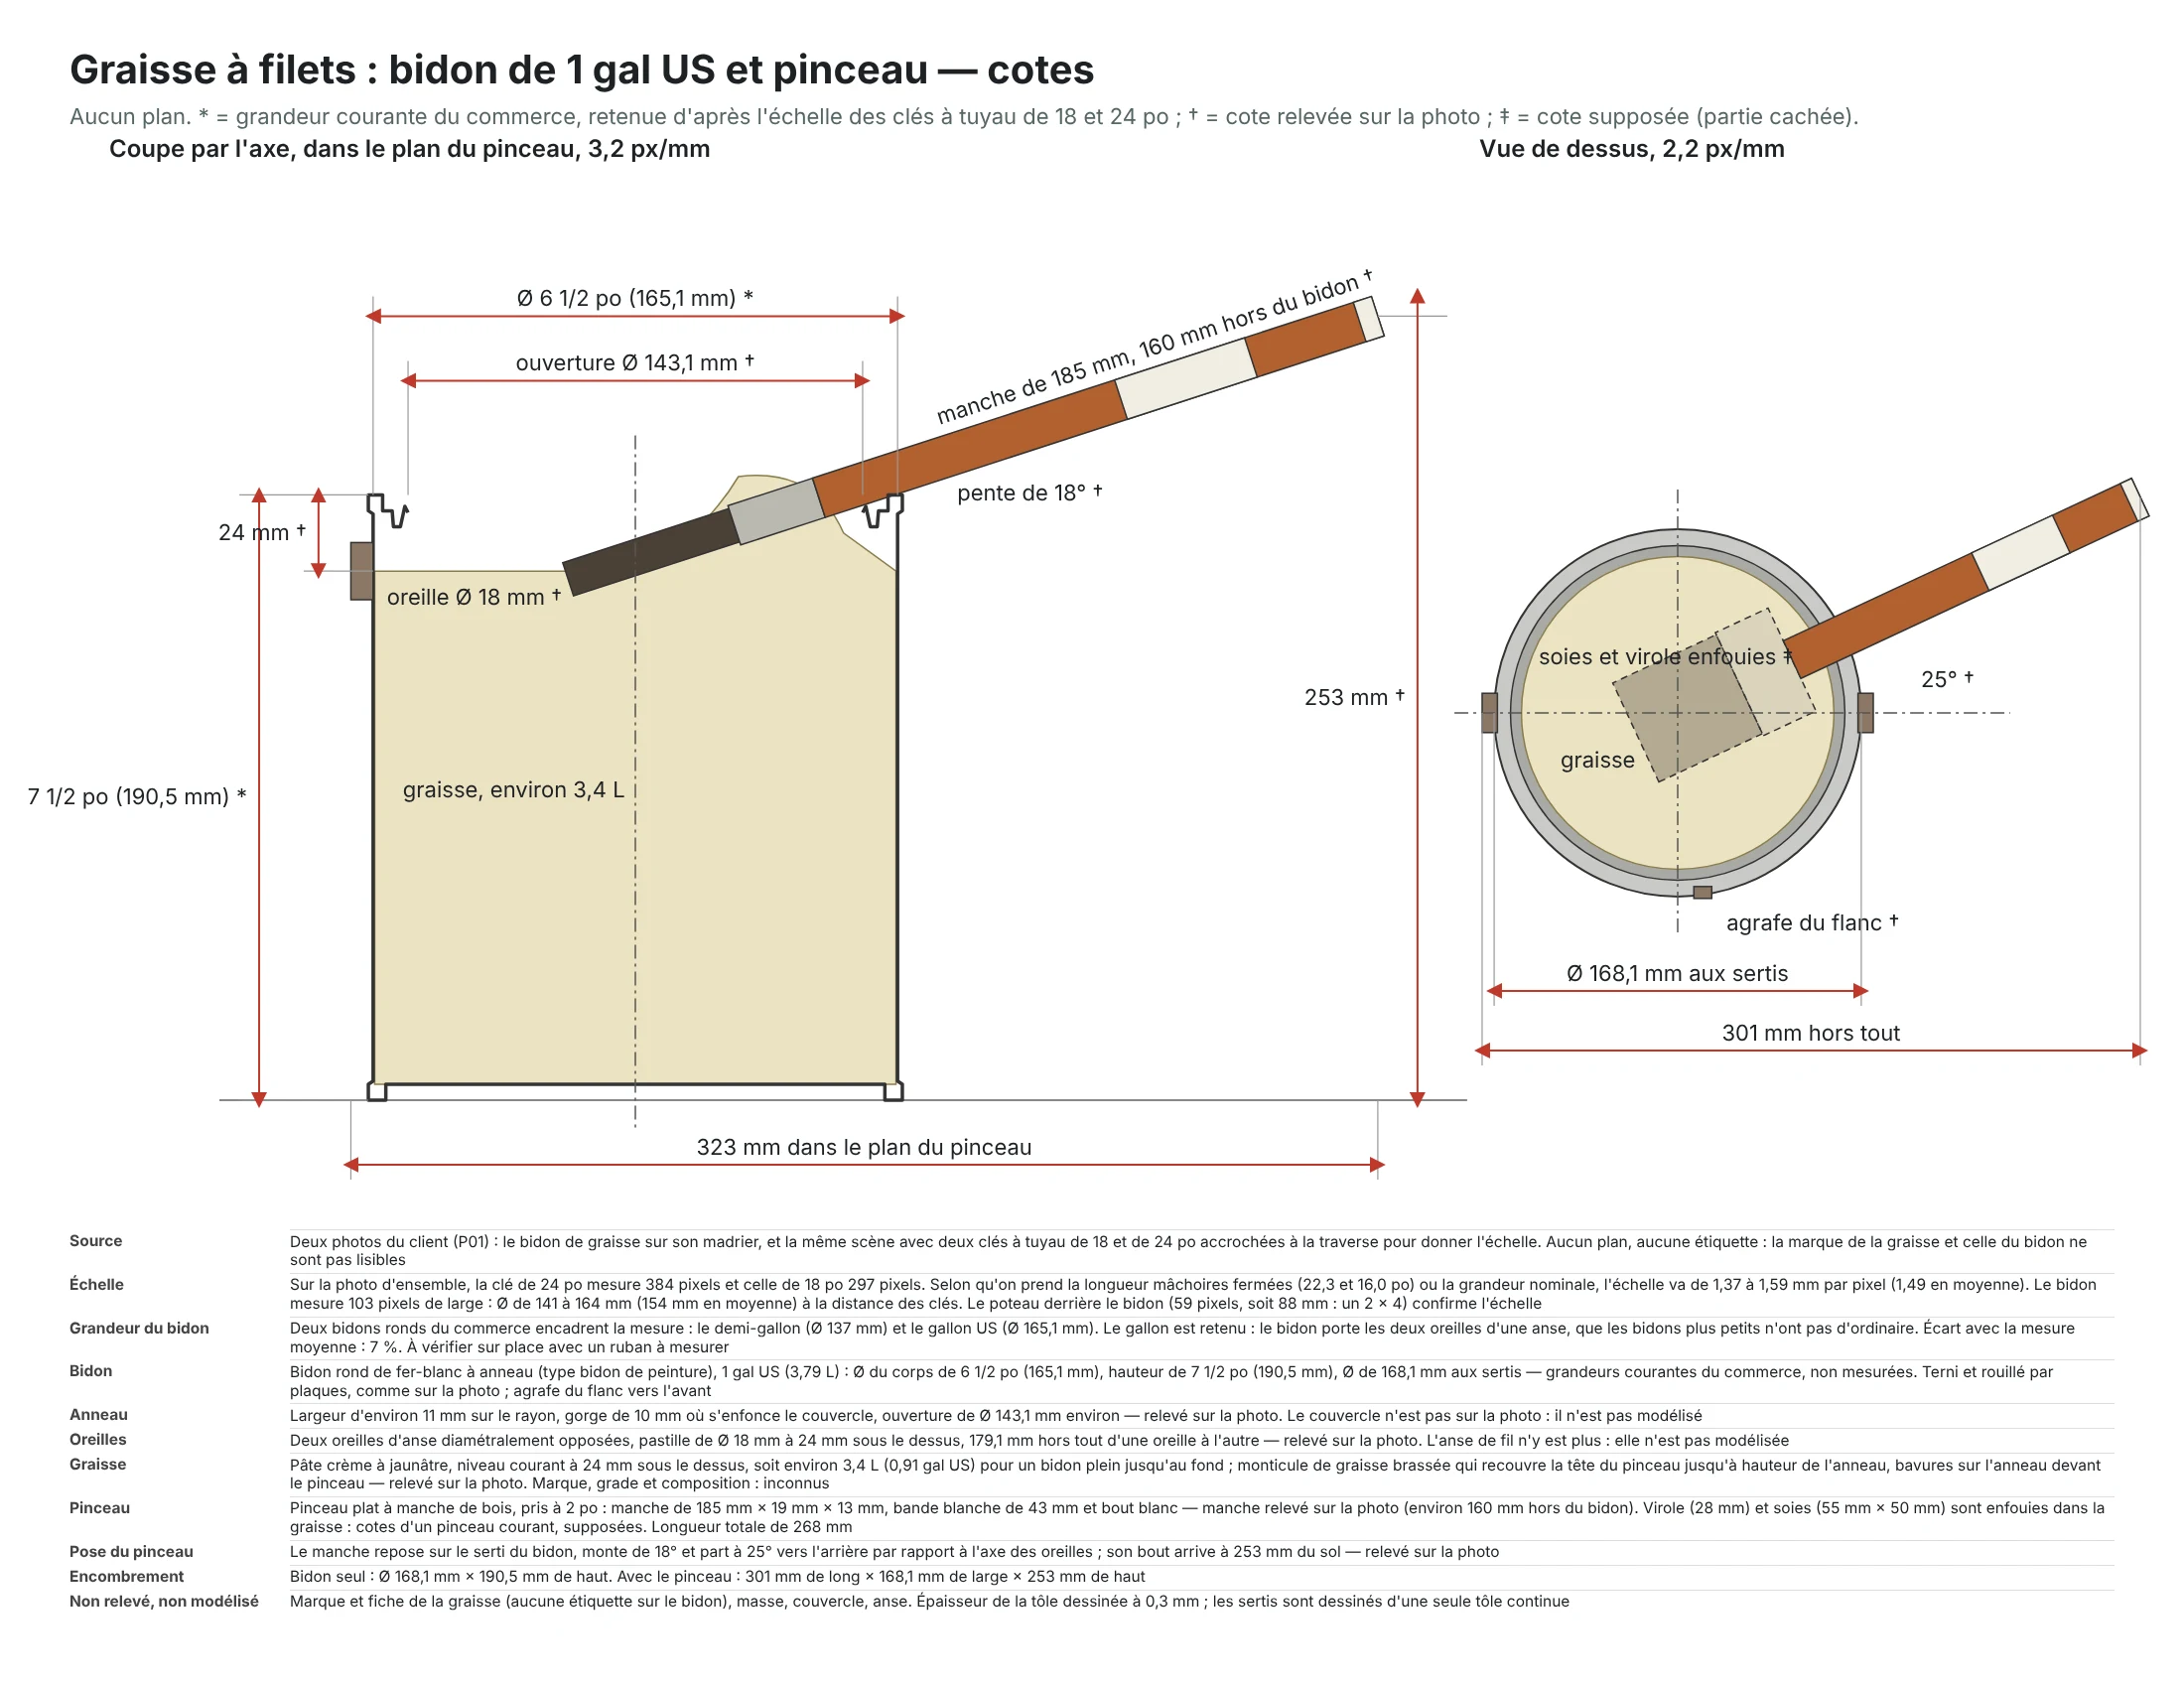 Graisse à filets : bidon de 1 gal US et pinceau — cotes
Aucun plan. * = grandeur courante du commerce, retenue d'après l'échelle des clés à tuyau de 18 et 24 po ; † = cote relevée sur la photo ; ‡ = cote supposée (partie cachée).
Coupe par l'axe, dans le plan du pinceau, 3,2 px/mm
Vue de dessus, 2,2 px/mm
Ø 6 1/2 po (165,1 mm) *
ouverture Ø 143,1 mm †
manche de 185 mm, 160 mm hors du bidon †
pente de 18° †
24 mm †
oreille Ø 18 mm †
graisse, environ 3,4 L
7 1/2 po (190,5 mm) *
253 mm †
323 mm dans le plan du pinceau
soies et virole enfouies ‡
25° †
graisse
agrafe du flanc †
Ø 168,1 mm aux sertis
301 mm hors tout
Source
Deux photos du client (P01) : le bidon de graisse sur son madrier, et la même scène avec deux clés à tuyau de 18 et de 24 po accrochées à la traverse pour donner l'échelle. Aucun plan, aucune étiquette : la marque de la graisse et celle du bidon ne
sont pas lisibles
Échelle
Sur la photo d'ensemble, la clé de 24 po mesure 384 pixels et celle de 18 po 297 pixels. Selon qu'on prend la longueur mâchoires fermées (22,3 et 16,0 po) ou la grandeur nominale, l'échelle va de 1,37 à 1,59 mm par pixel (1,49 en moyenne). Le bidon
mesure 103 pixels de large : Ø de 141 à 164 mm (154 mm en moyenne) à la distance des clés. Le poteau derrière le bidon (59 pixels, soit 88 mm : un 2 × 4) confirme l'échelle
Grandeur du bidon
Deux bidons ronds du commerce encadrent la mesure : le demi-gallon (Ø 137 mm) et le gallon US (Ø 165,1 mm). Le gallon est retenu : le bidon porte les deux oreilles d'une anse, que les bidons plus petits n'ont pas d'ordinaire. Écart avec la mesure
moyenne : 7 %. À vérifier sur place avec un ruban à mesurer
Bidon
Bidon rond de fer-blanc à anneau (type bidon de peinture), 1 gal US (3,79 L) : Ø du corps de 6 1/2 po (165,1 mm), hauteur de 7 1/2 po (190,5 mm), Ø de 168,1 mm aux sertis — grandeurs courantes du commerce, non mesurées. Terni et rouillé par
plaques, comme sur la photo ; agrafe du flanc vers l'avant
Anneau
Largeur d'environ 11 mm sur le rayon, gorge de 10 mm où s'enfonce le couvercle, ouverture de Ø 143,1 mm environ — relevé sur la photo. Le couvercle n'est pas sur la photo : il n'est pas modélisé
Oreilles
Deux oreilles d'anse diamétralement opposées, pastille de Ø 18 mm à 24 mm sous le dessus, 179,1 mm hors tout d'une oreille à l'autre — relevé sur la photo. L'anse de fil n'y est plus : elle n'est pas modélisée
Graisse
Pâte crème à jaunâtre, niveau courant à 24 mm sous le dessus, soit environ 3,4 L (0,91 gal US) pour un bidon plein jusqu'au fond ; monticule de graisse brassée qui recouvre la tête du pinceau jusqu'à hauteur de l'anneau, bavures sur l'anneau devant
le pinceau — relevé sur la photo. Marque, grade et composition : inconnus
Pinceau
Pinceau plat à manche de bois, pris à 2 po : manche de 185 mm × 19 mm × 13 mm, bande blanche de 43 mm et bout blanc — manche relevé sur la photo (environ 160 mm hors du bidon). Virole (28 mm) et soies (55 mm × 50 mm) sont enfouies dans la
graisse : cotes d'un pinceau courant, supposées. Longueur totale de 268 mm
Pose du pinceau
Le manche repose sur le serti du bidon, monte de 18° et part à 25° vers l'arrière par rapport à l'axe des oreilles ; son bout arrive à 253 mm du sol — relevé sur la photo
Encombrement
Bidon seul : Ø 168,1 mm × 190,5 mm de haut. Avec le pinceau : 301 mm de long × 168,1 mm de large × 253 mm de haut
Non relevé, non modélisé
Marque et fiche de la graisse (aucune étiquette sur le bidon), masse, couvercle, anse. Épaisseur de la tôle dessinée à 0,3 mm ; les sertis sont dessinés d'une seule tôle continue